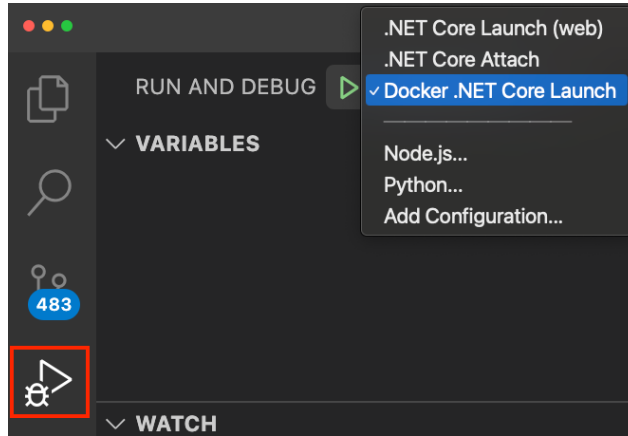 .NET Core Launch (web)
.NET Core Attach
RUN AND DEBUG
✓ Docker .NET Core Launch
VARIABLES
Node.js...
Python...
Add Configuration...
483
WATCH